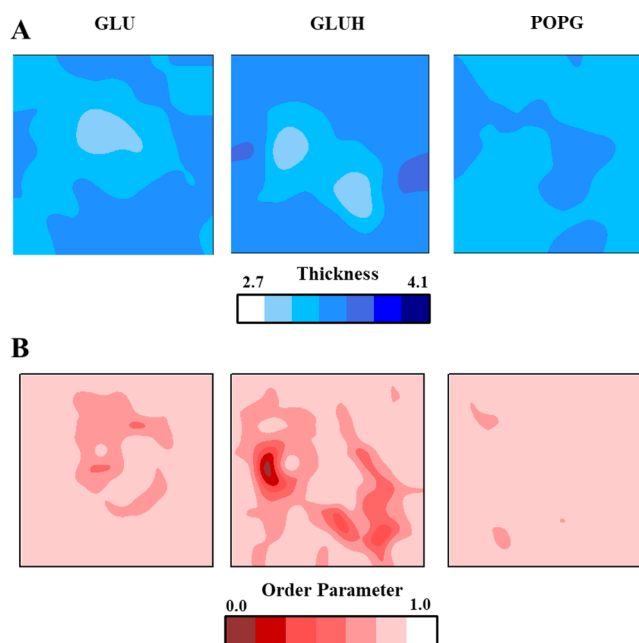 A
GLU GLUH POPG
Thickness
2.7 4.1
B
Order Parameter
0.0 1.0